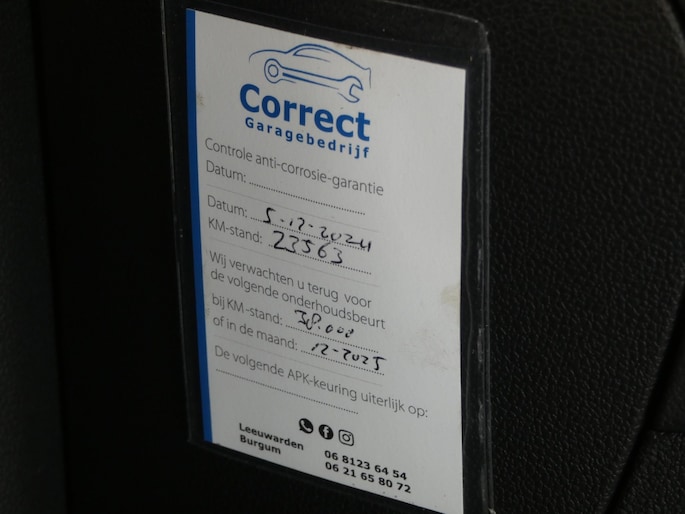 Correct
Garagebedrijf
Controle anti-corrosie-garantie
Datum:
Datum: 5-12-2024
KM-stand: 23563
Wij verwachten u terug voor
de volgende onderhoudsbeurt
bij KM-stand: 38.000
of in de maand: 12-2025
De volgende APK-keuring uiterlijk op:
Leeuwarden 06 8123 64 54
Burgum 06 21 65 80 72